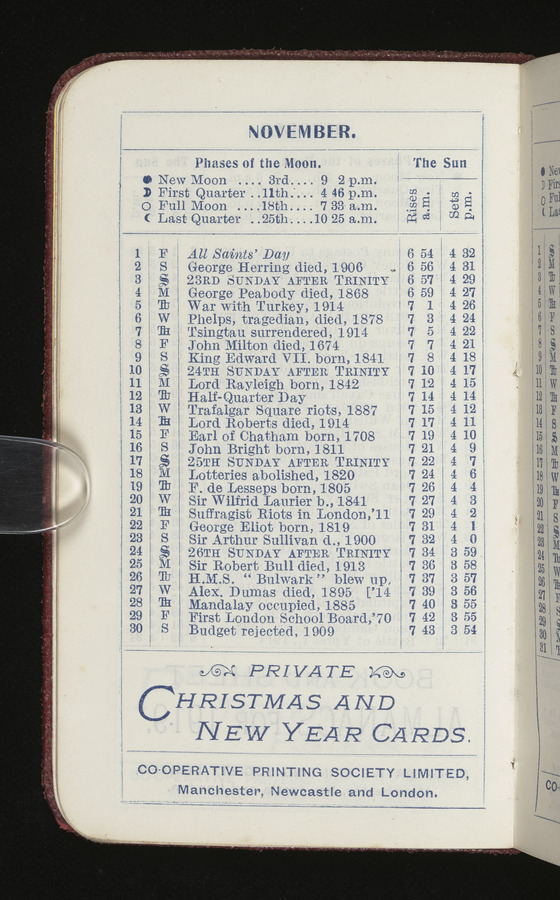 NOVEMBER.
Phases of the Moon.
The Sun
● New Moon .... 3rd.... 9 2 p.m.
☽ First Quarter ..11th.... 4 46 p.m.
○ Full Moon ....18th.... 7 33 a.m.
☾ Last Quarter ..25th....10 25 a.m.
Rises a.m.
Sets p.m.
1 F All Saints' Day 6 54 4 32
2 S George Herring died, 1906 6 56 4 31
3 S 23RD SUNDAY AFTER TRINITY 6 57 4 29
4 M George Peabody died, 1868 6 59 4 27
5 Tu War with Turkey, 1914 7 1 4 26
6 W Phelps, tragedian, died, 1878 7 3 4 24
7 Th Tsingtau surrendered, 1914 7 5 4 22
8 F John Milton died, 1674 7 7 4 21
9 S King Edward VII. born, 1841 7 8 4 18
10 S 24TH SUNDAY AFTER TRINITY 7 10 4 17
11 M Lord Rayleigh born, 1842 7 12 4 15
12 Tu Half-Quarter Day 7 14 4 14
13 W Trafalgar Square riots, 1887 7 15 4 12
14 Th Lord Roberts died, 1914 7 17 4 11
15 F Earl of Chatham born, 1708 7 19 4 10
16 S John Bright born, 1811 7 21 4 9
17 S 25TH SUNDAY AFTER TRINITY 7 22 4 7
18 M Lotteries abolished, 1820 7 24 4 6
19 Tu F. de Lesseps born, 1805 7 26 4 4
20 W Sir Wilfrid Laurier b., 1841 7 27 4 3
21 Th Suffragist Riots in London,'11 7 29 4 2
22 F George Eliot born, 1819 7 31 4 1
23 S Sir Arthur Sullivan d., 1900 7 32 4 0
24 S 26TH SUNDAY AFTER TRINITY 7 34 3 59
25 M Sir Robert Bull died, 1913 7 36 3 58
26 Tu H.M.S. "Bulwark" blew up, 7 37 3 57
27 W Alex. Dumas died, 1895 ['14 7 39 3 56
28 Th Mandalay occupied, 1885 7 40 3 55
29 F First London School Board,'70 7 42 3 55
30 S Budget rejected, 1909 7 43 3 54
PRIVATE
CHRISTMAS AND
NEW YEAR CARDS.
CO-OPERATIVE PRINTING SOCIETY LIMITED,
Manchester, Newcastle and London.